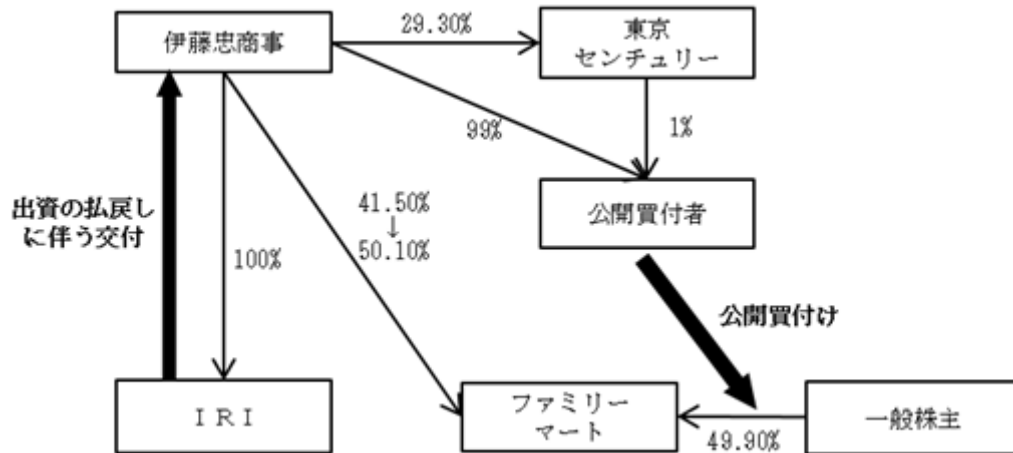 伊藤忠商事
29.30%
東京
センチュリー
99%
1%
出資の払戻し
に伴う交付
41.50%
↓
50.10%
公開買付者
100%
公開買付け
ＩＲＩ
ファミリー
マート
49.90%
一般株主